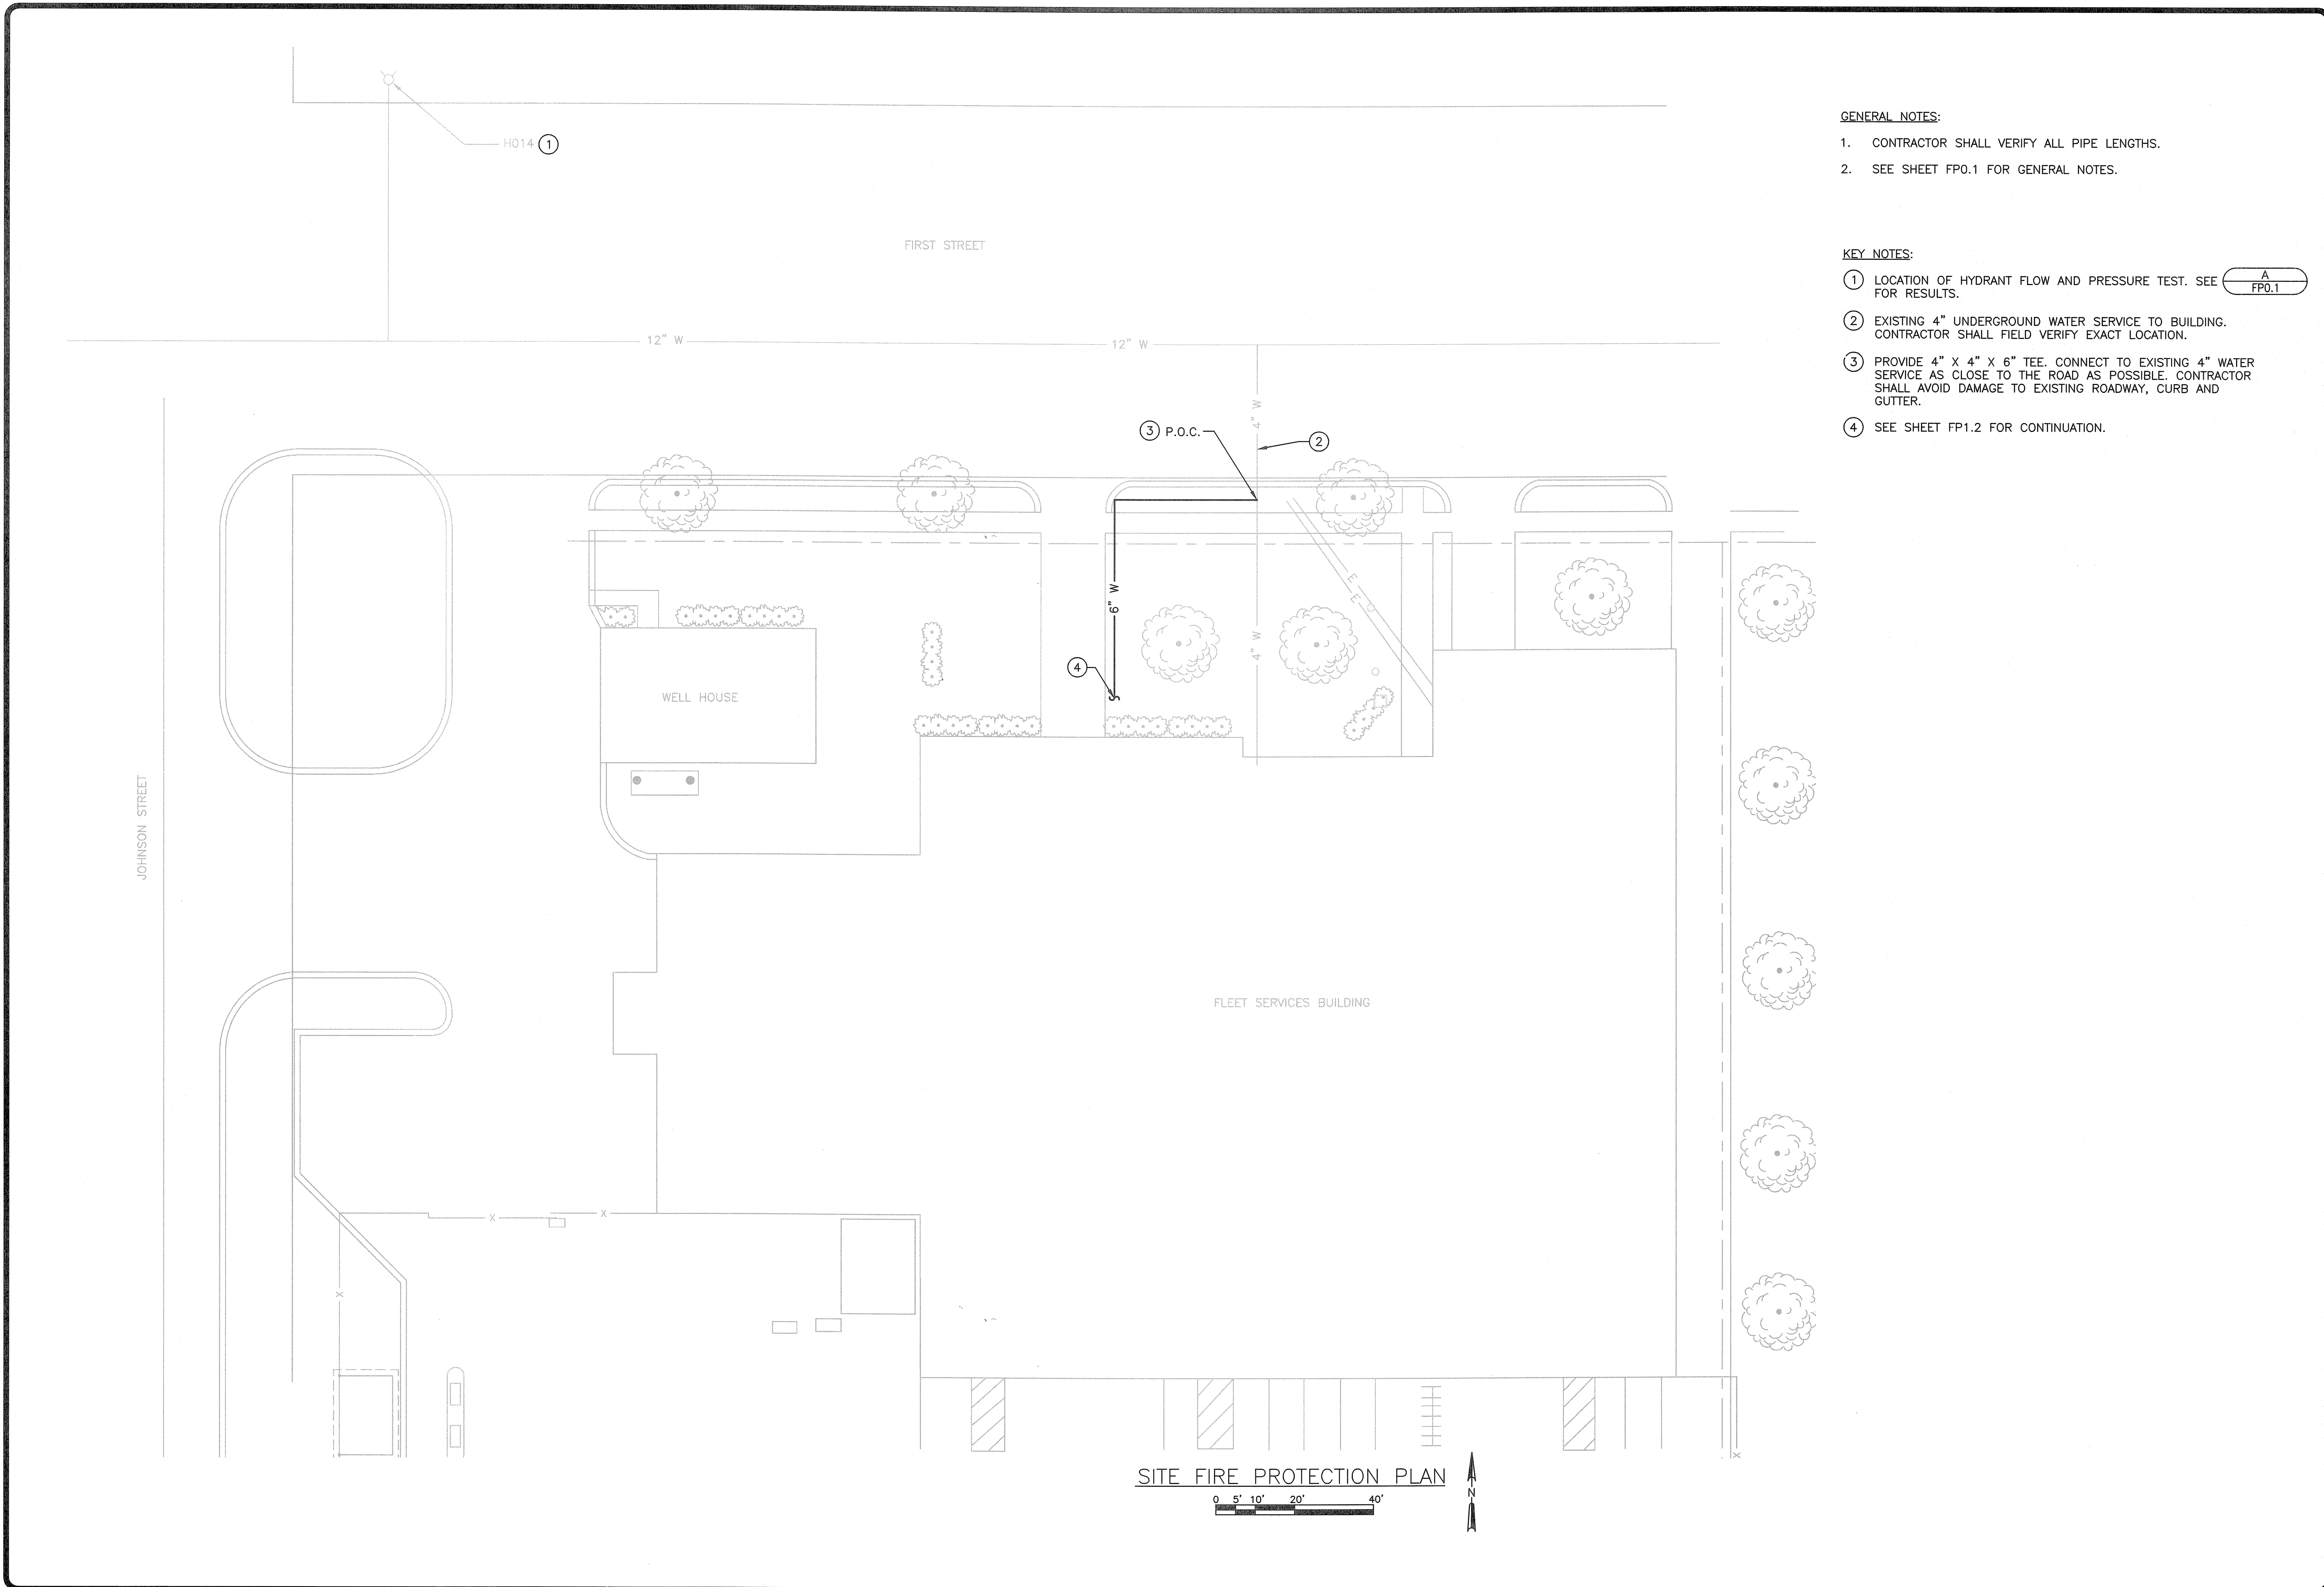 H014 1
FIRST STREET
12" W
12" W
4" W
3 P.O.C.
2
6" W
E
E
4" W
4
WELL HOUSE
JOHNSON STREET
FLEET SERVICES BUILDING
X
X
X
X
SITE FIRE PROTECTION PLAN
0 5' 10' 20' 40'
N
GENERAL NOTES:
1. CONTRACTOR SHALL VERIFY ALL PIPE LENGTHS.
2. SEE SHEET FP0.1 FOR GENERAL NOTES.
KEY NOTES:
1 LOCATION OF HYDRANT FLOW AND PRESSURE TEST. SEE A FP0.1
FOR RESULTS.
2 EXISTING 4" UNDERGROUND WATER SERVICE TO BUILDING.
CONTRACTOR SHALL FIELD VERIFY EXACT LOCATION.
3 PROVIDE 4" X 4" X 6" TEE. CONNECT TO EXISTING 4" WATER
SERVICE AS CLOSE TO THE ROAD AS POSSIBLE. CONTRACTOR
SHALL AVOID DAMAGE TO EXISTING ROADWAY, CURB AND
GUTTER.
4 SEE SHEET FP1.2 FOR CONTINUATION.